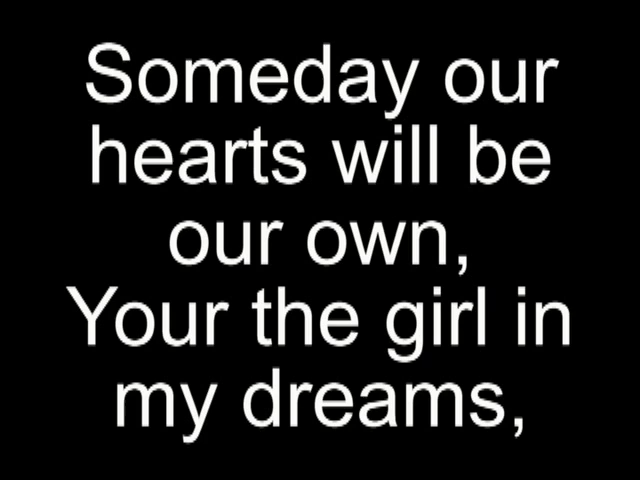 Someday our
hearts will be
our own,
Your the girl in
my dreams,